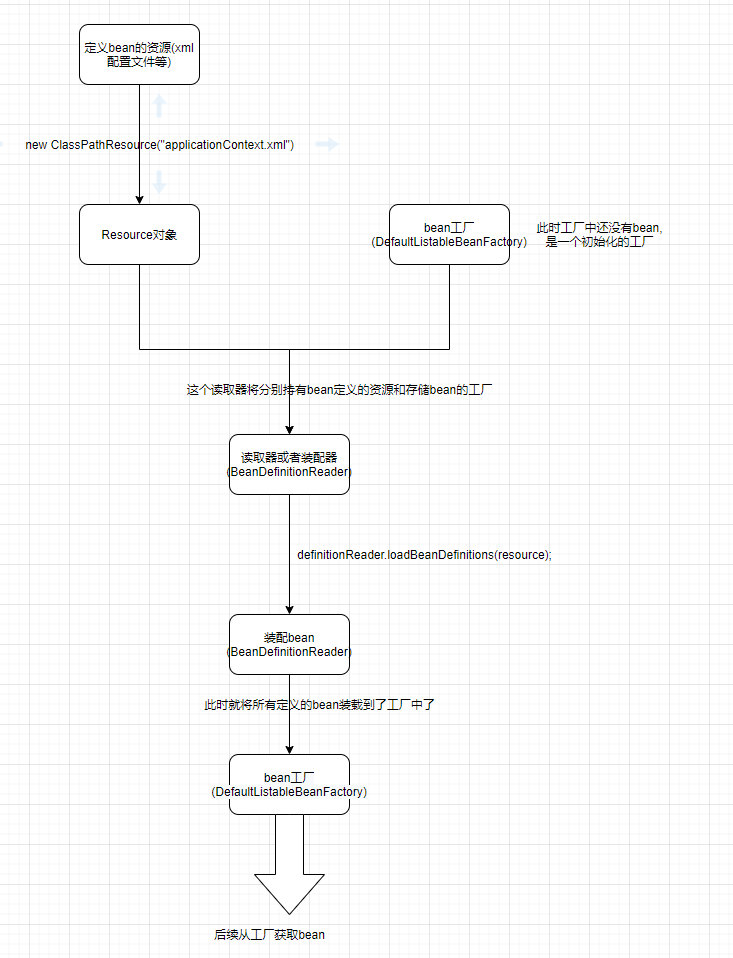 定义bean的资源(xml
配置文件等)
new ClassPathResource("applicationContext.xml")
Resource对象
bean工厂
(DefaultListableBeanFactory)
此时工厂中还没有bean,
是一个初始化的工厂
这个读取器将分别持有bean定义的资源和存储bean的工厂
读取器或者装配器
(BeanDefinitionReader)
definitionReader.loadBeanDefinitions(resource);
装配bean
(BeanDefinitionReader)
此时就将所有定义的bean装载到了工厂中了
bean工厂
(DefaultListableBeanFactory)
后续从工厂获取bean